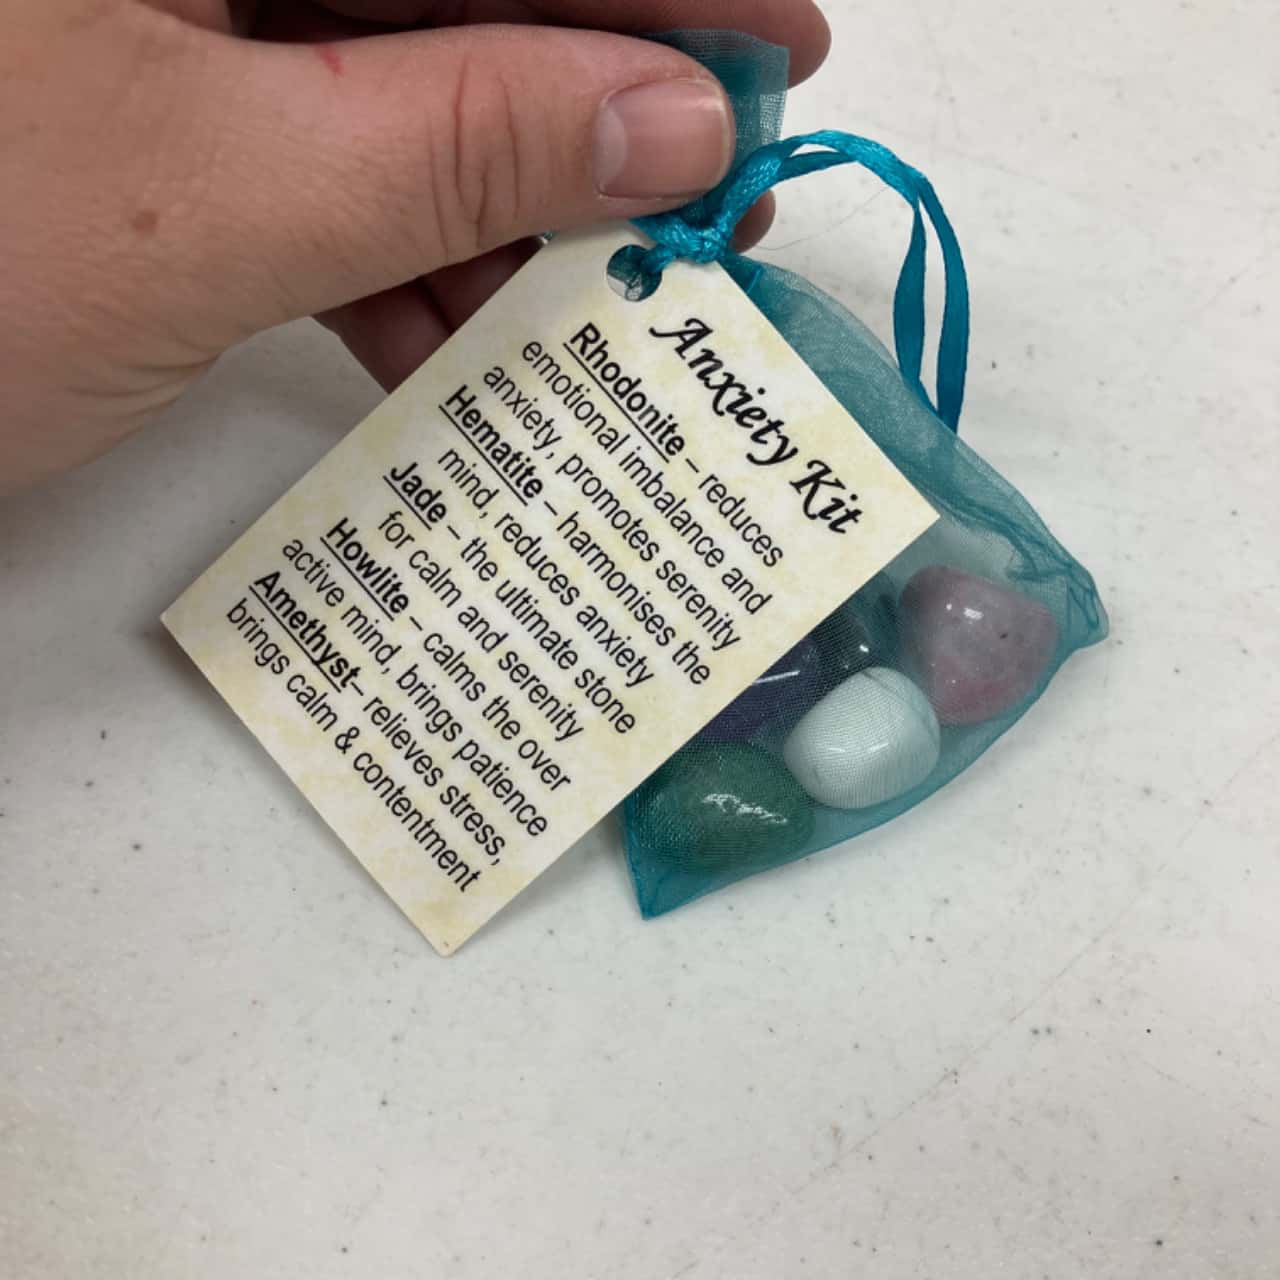 Anxiety Kit
Rhodonite – reduces
emotional imbalance and
anxiety, promotes serenity
Hematite – harmonises the
mind, reduces anxiety
Jade – the ultimate stone
for calm and serenity
Howlite – calms the over
active mind, brings patience
Amethyst– relieves stress,
brings calm & contentment